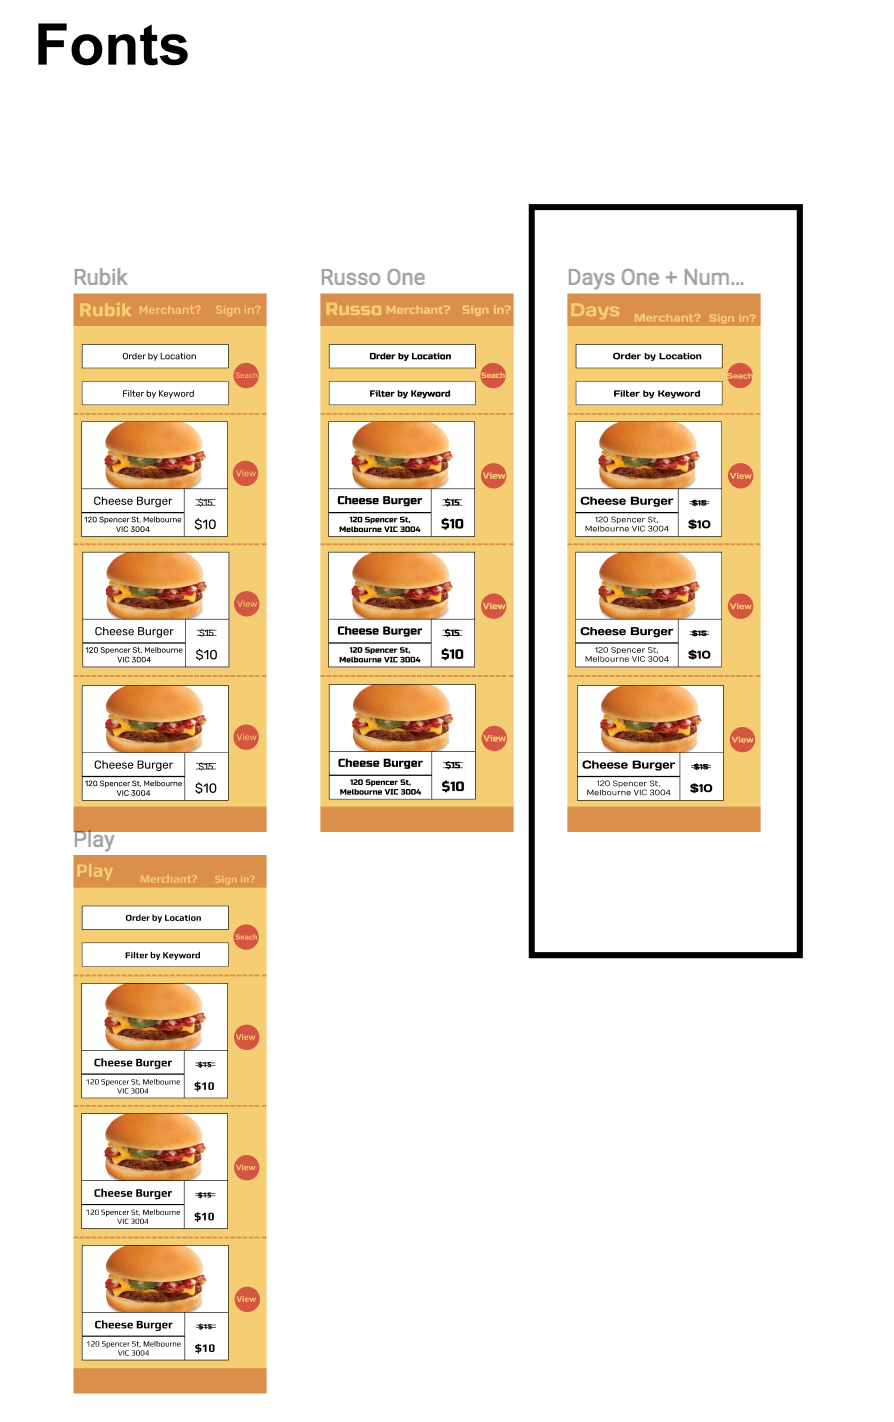 Fonts
Rubik
Rubik Merchant? Sign in?
Order by Location
Seach
Filter by Keyword
Cheese Burger $15
120 Spencer St, Melbourne
VIC 3004
$10
View
Cheese Burger $15
120 Spencer St, Melbourne
VIC 3004
$10
View
Cheese Burger $15
120 Spencer St, Melbourne
VIC 3004
$10
View
Russo One
Russo Merchant? Sign in?
Order by Location
Seach
Filter by Keyword
Cheese Burger $15
120 Spencer St,
Melbourne VIC 3004
$10
View
Cheese Burger $15
120 Spencer St,
Melbourne VIC 3004
$10
View
Cheese Burger $15
120 Spencer St,
Melbourne VIC 3004
$10
View
Days One + Num...
Days Merchant? Sign in?
Order by Location
Seach
Filter by Keyword
Cheese Burger $15
120 Spencer St,
Melbourne VIC 3004
$10
View
Cheese Burger $15
120 Spencer St,
Melbourne VIC 3004
$10
View
Cheese Burger $15
120 Spencer St,
Melbourne VIC 3004
$10
View
Play
Play Merchant? Sign in?
Order by Location
Seach
Filter by Keyword
Cheese Burger $15
120 Spencer St, Melbourne
VIC 3004
$10
View
Cheese Burger $15
120 Spencer St, Melbourne
VIC 3004
$10
View
Cheese Burger $15
120 Spencer St, Melbourne
VIC 3004
$10
View